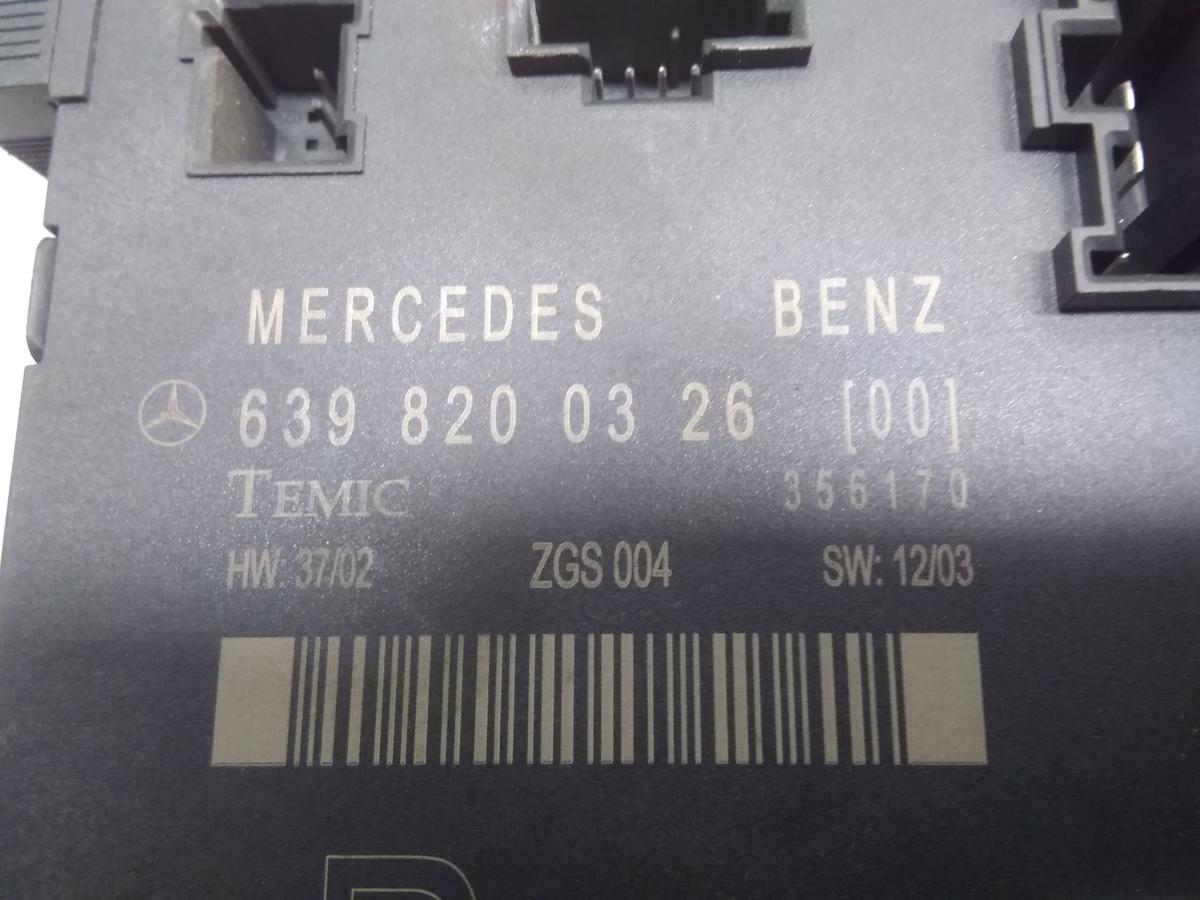 MERCEDES BENZ
639 820 03 26 [00]
TEMIC 356170
HW: 37/02 ZGS 004 SW: 12/03